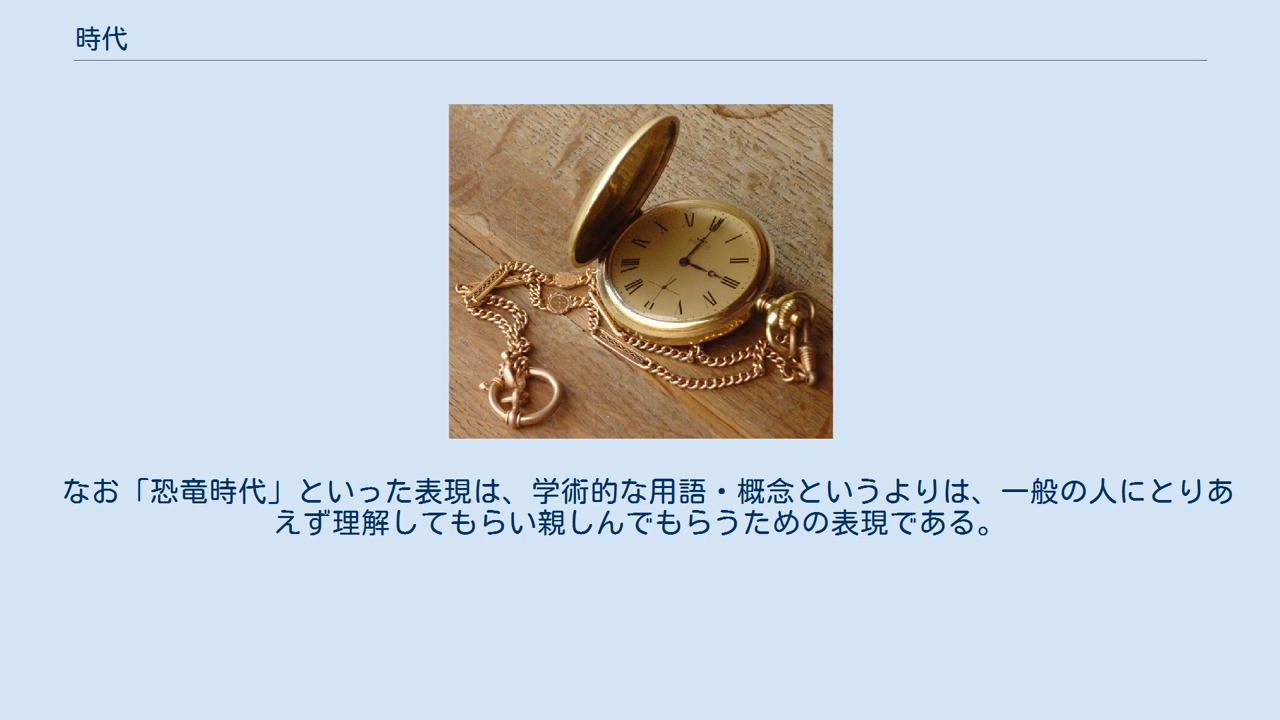 時代
なお「恐竜時代」といった表現は、学術的な用語・概念というよりは、一般の人にとりあ
えず理解してもらい親しんでもらうための表現である。